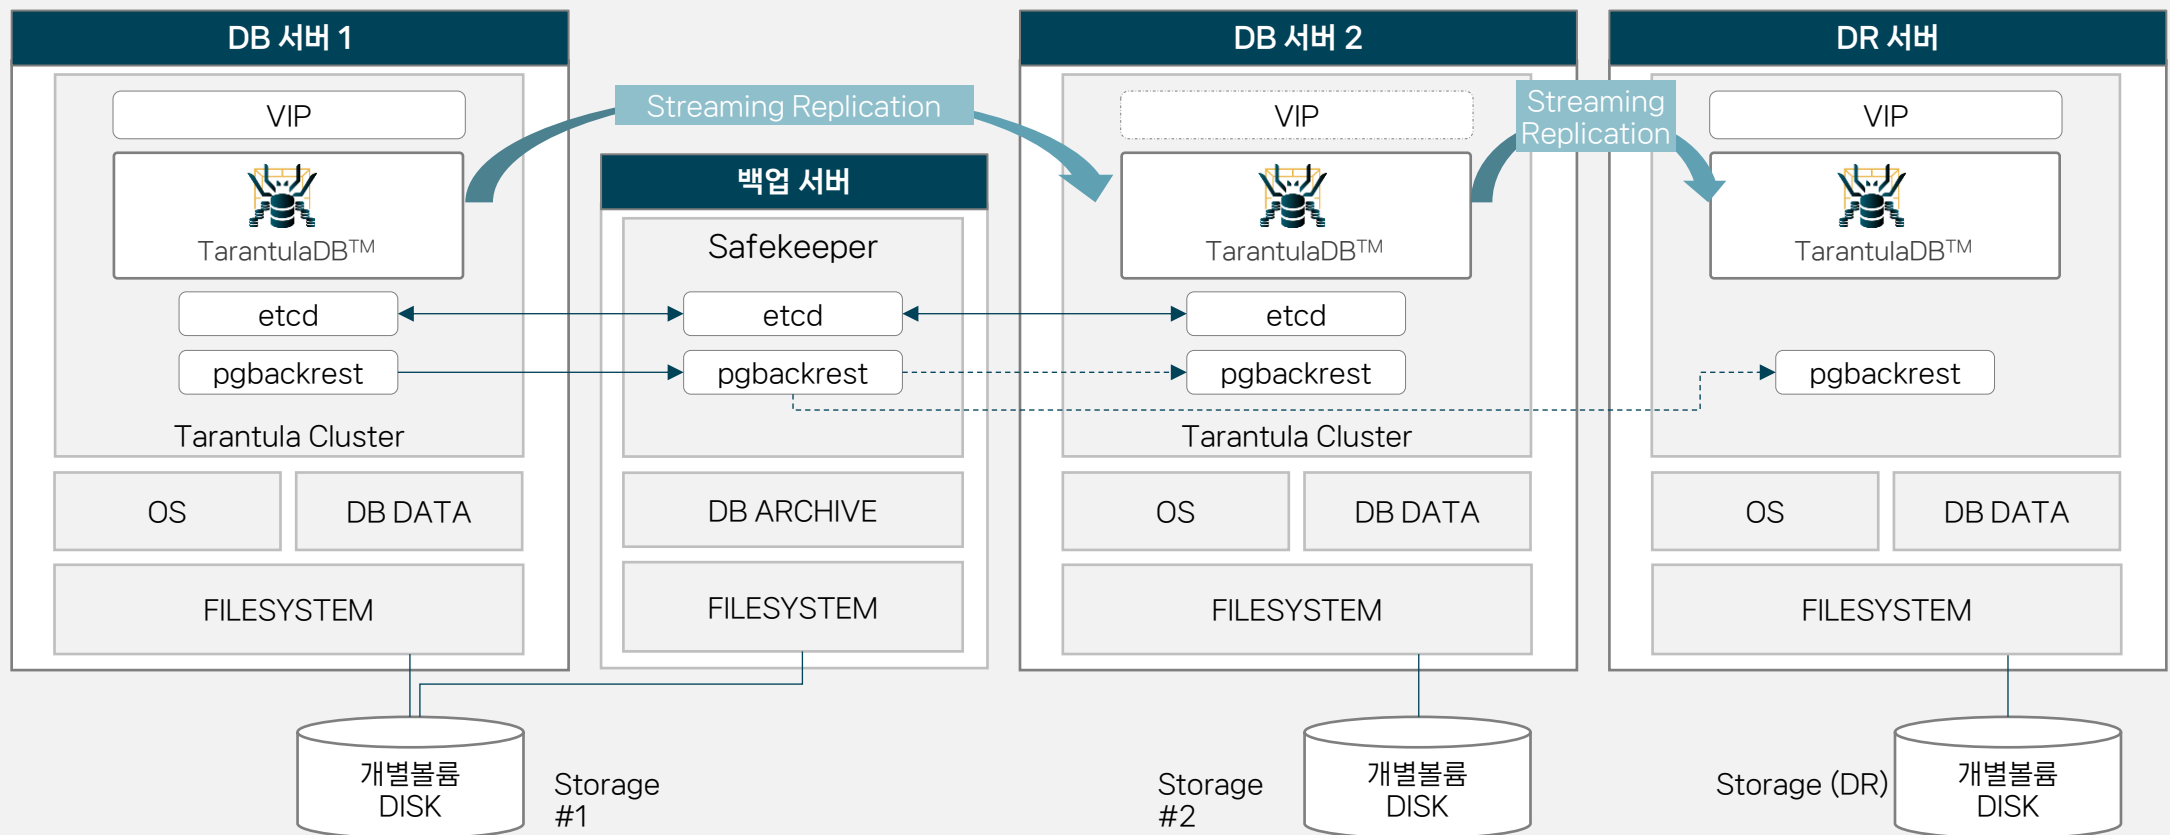 DB 서버 1
VIP
TarantulaDB™
etcd
pgbackrest
Tarantula Cluster
OS
DB DATA
FILESYSTEM
개별볼륨
DISK
Storage
#1
Streaming Replication
백업 서버
Safekeeper
etcd
pgbackrest
DB ARCHIVE
FILESYSTEM
DB 서버 2
VIP
TarantulaDB™
etcd
pgbackrest
Tarantula Cluster
OS
DB DATA
FILESYSTEM
Storage
#2
개별볼륨
DISK
Streaming
Replication
DR 서버
VIP
TarantulaDB™
pgbackrest
OS
DB DATA
FILESYSTEM
Storage (DR)
개별볼륨
DISK